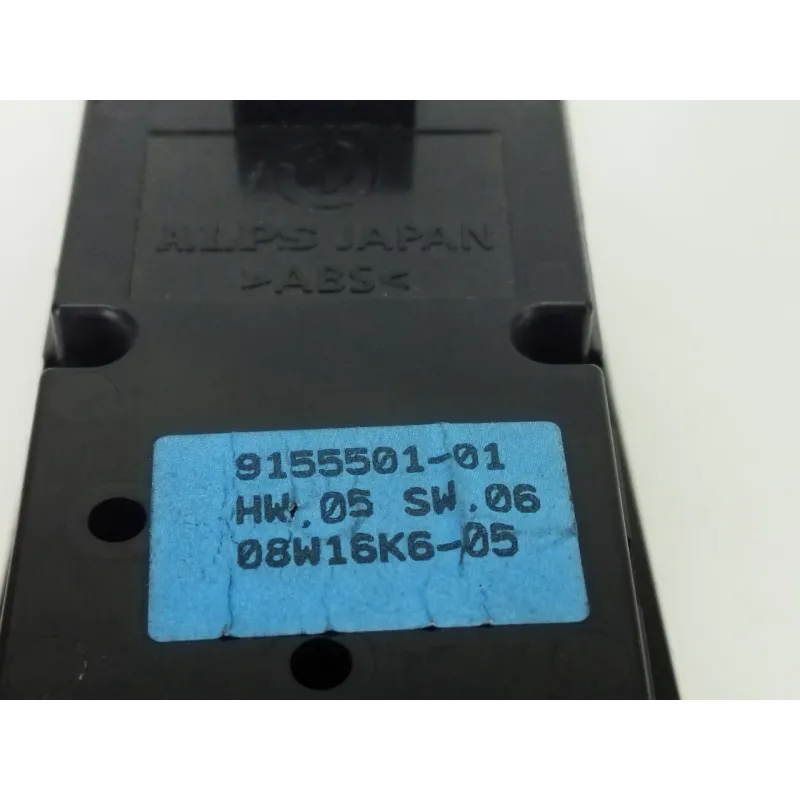 ALPS JAPAN
>ABS<
9155501-01
HW.05 SW.06
08W16K6-05